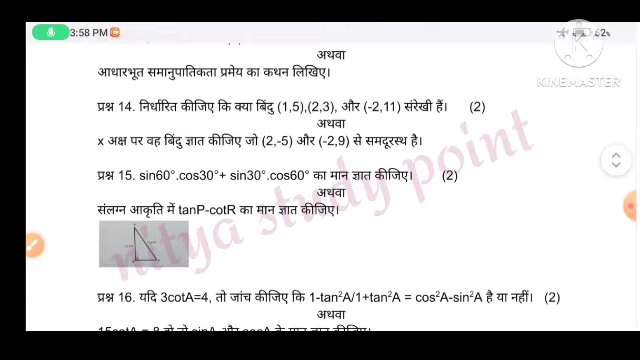 3:58 PM
62%
KINEMASTER
अथवा
आधारभूत समानुपातिकता प्रमेय का कथन लिखिए।
प्रश्न 14. निर्धारित कीजिए कि क्या बिंदु (1,5),(2,3), और (-2,11) संरेखी हैं। (2)
अथवा
x अक्ष पर वह बिंदु ज्ञात कीजिए जो (2,-5) और (-2,9) से समदूरस्थ है।
प्रश्न 15. sin60°.cos30°+ sin30°.cos60° का मान ज्ञात कीजिए। (2)
अथवा
संलग्न आकृति में tanP-cotR का मान ज्ञात कीजिए।
nitya study point
प्रश्न 16. यदि 3cotA=4, तो जांच कीजिए कि 1-tan²A/1+tan²A = cos²A-sin²A है या नहीं। (2)
अथवा